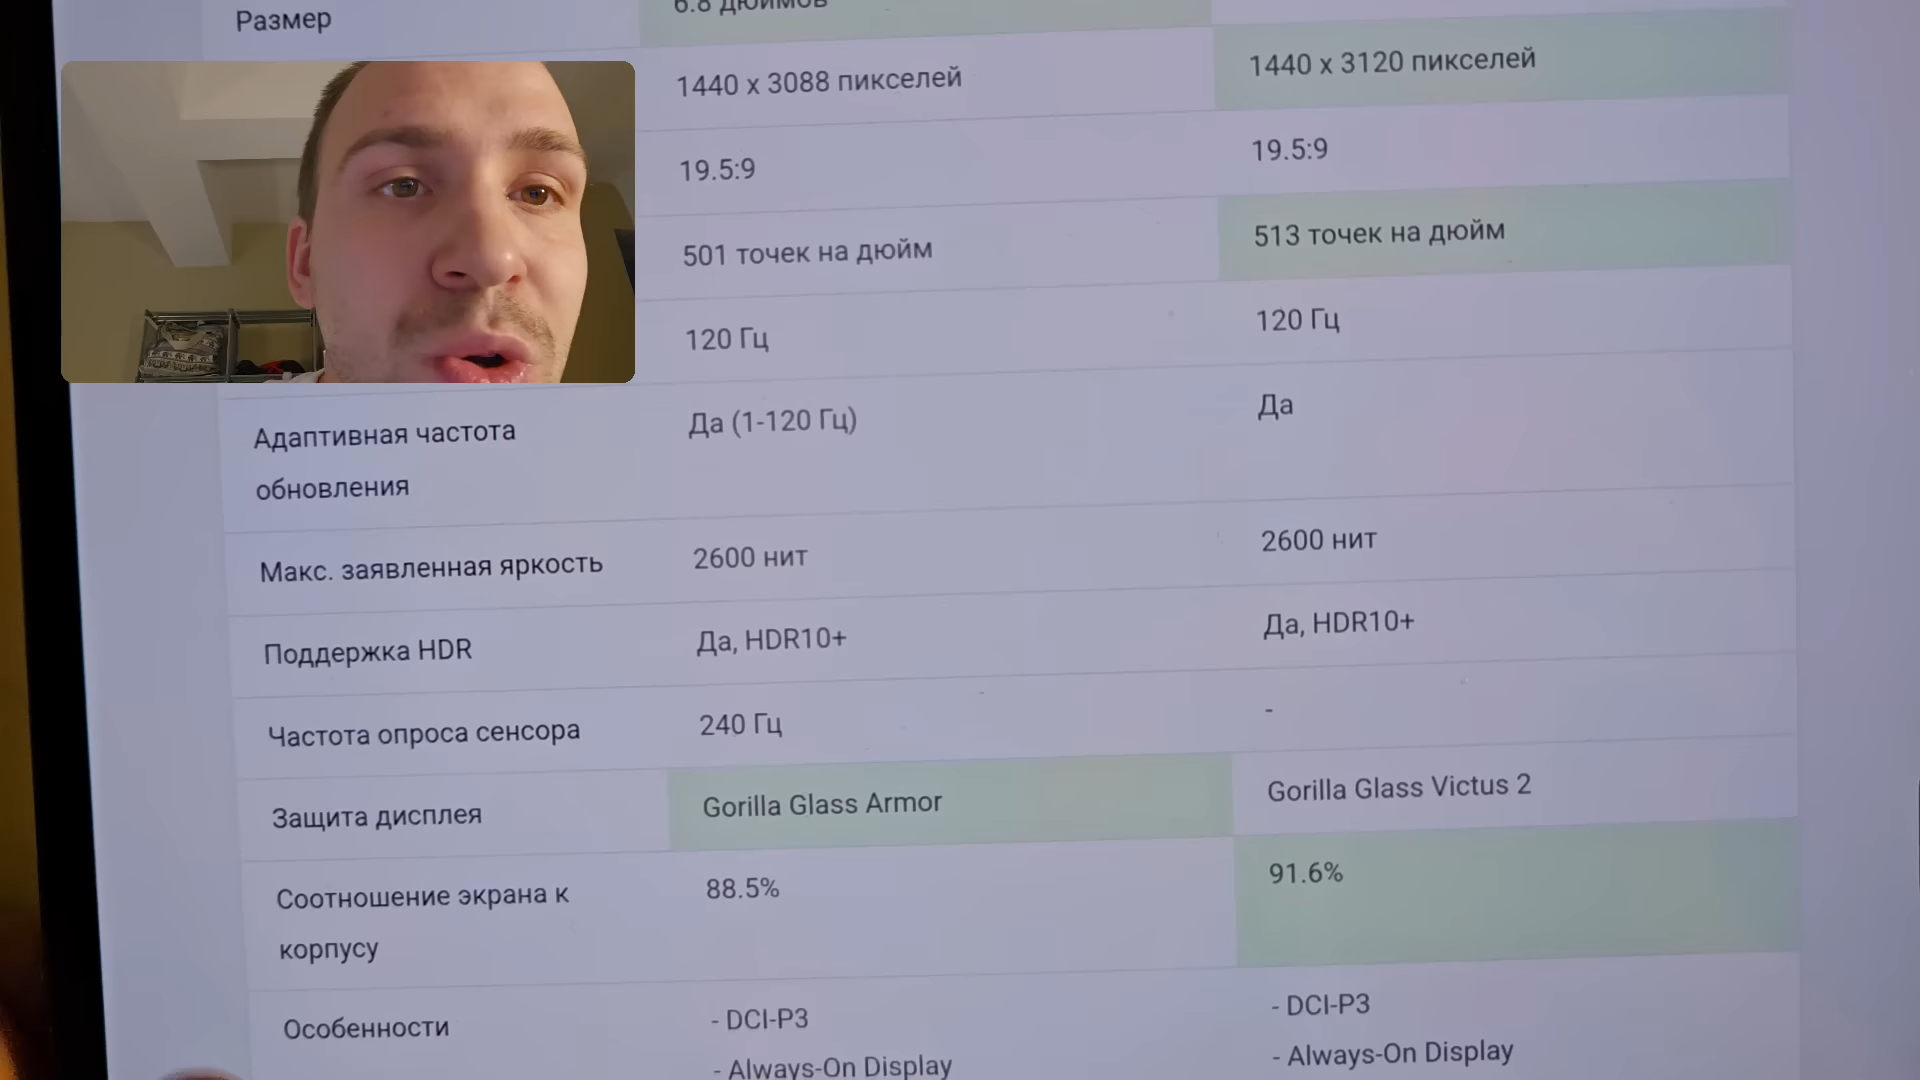 Размер
6.8 дюймов
1440 x 3088 пикселей
1440 x 3120 пикселей
19.5:9
19.5:9
501 точек на дюйм
513 точек на дюйм
120 Гц
120 Гц
Адаптивная частота
обновления
Да (1-120 Гц)
Да
Макс. заявленная яркость
2600 нит
2600 нит
Поддержка HDR
Да, HDR10+
Да, HDR10+
Частота опроса сенсора
240 Гц
-
Защита дисплея
Gorilla Glass Armor
Gorilla Glass Victus 2
Соотношение экрана к
корпусу
88.5%
91.6%
Особенности
- DCI-P3
- Always-On Display
- DCI-P3
- Always-On Display